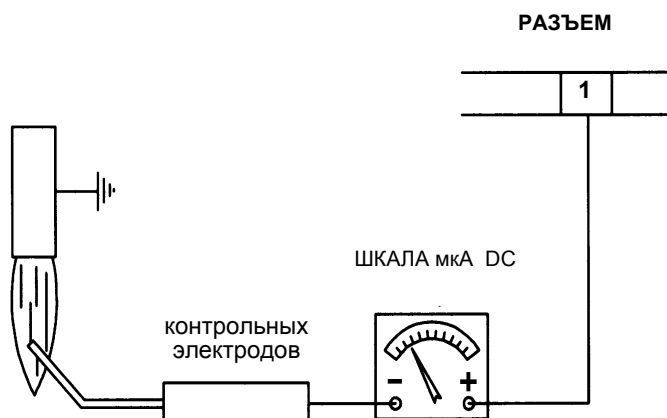 РАЗЪЕМ
1
ШКАЛА мкА DC
контрольных
электродов
- +